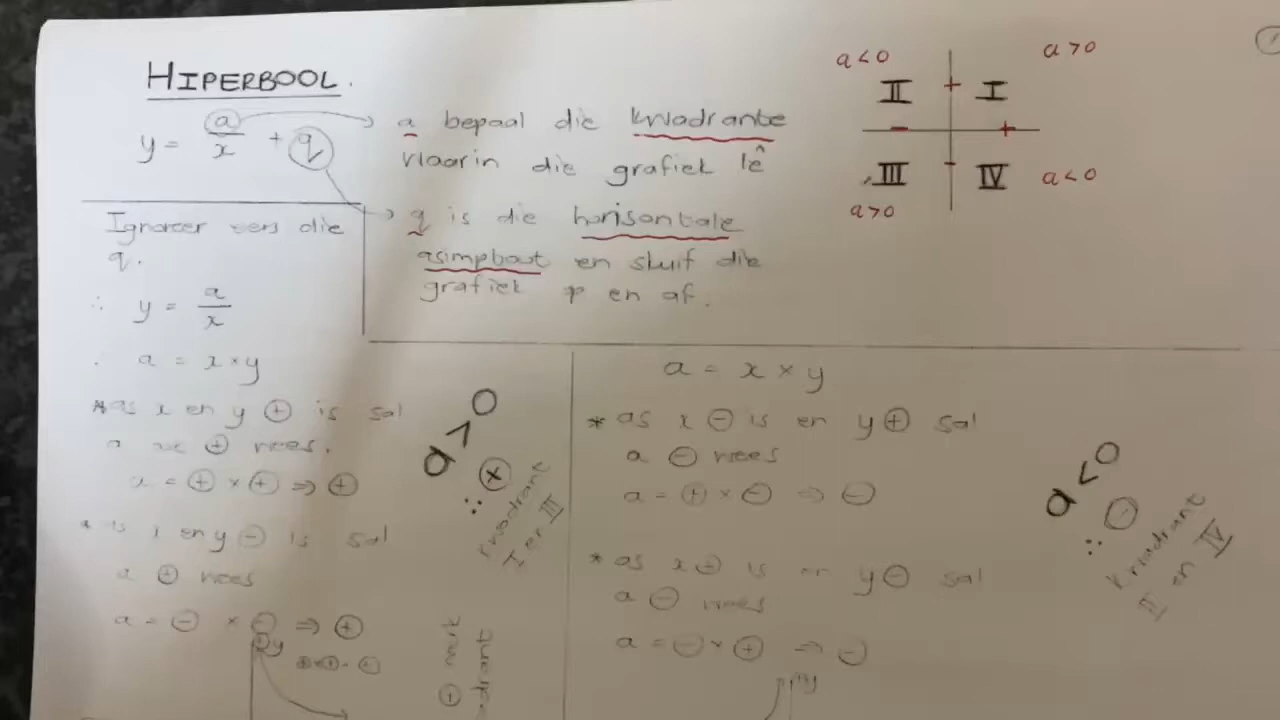 HIPERBOOL.
y = a/x + q
a bepaal die kwadrante
waarin die grafiek lê
q is die horisontale
asimptoot en skuif die
grafiek op en af.
a < 0
a > 0
II + I
- +
III - IV
a > 0
a < 0
Ignoreer eers die
q.
∴ y = a/x
a = x × y
* as x en y ⊕ is sal
a ⊕ wees.
a = ⊕ × ⊕ ⇒ ⊕
* as x en y ⊖ is sal
a ⊕ wees
a = ⊖ × ⊖ ⇒ ⊕
a > 0
∴ ⊕
kwadrant
I en III
a = x × y
* as x ⊖ is en y ⊕ sal
a ⊖ wees
a = ⊕ × ⊖ ⇒ ⊖
* as x ⊕ is en y ⊖ sal
a ⊖ wees
a = ⊖ × ⊕ ⇒ ⊖
a < 0
∴ ⊖
kwadrant
II en IV
y
y